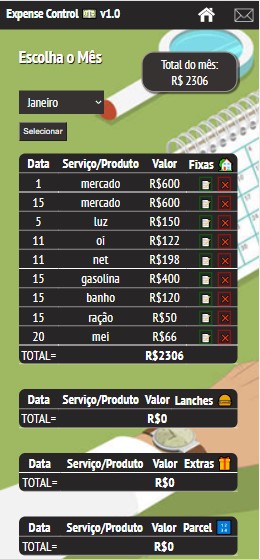 Expense Control v1.0
Escolha o Mês
Total do mês:
R$ 2306
Janeiro
Selecionar
Data Serviço/Produto Valor Fixas
1 mercado R$600
15 mercado R$600
5 luz R$150
11 oi R$122
11 net R$198
15 gasolina R$400
15 banho R$120
15 ração R$50
20 mei R$66
TOTAL= R$2306
Data Serviço/Produto Valor Lanches
TOTAL= R$0
Data Serviço/Produto Valor Extras
TOTAL= R$0
Data Serviço/Produto Valor Parcel
TOTAL= R$0